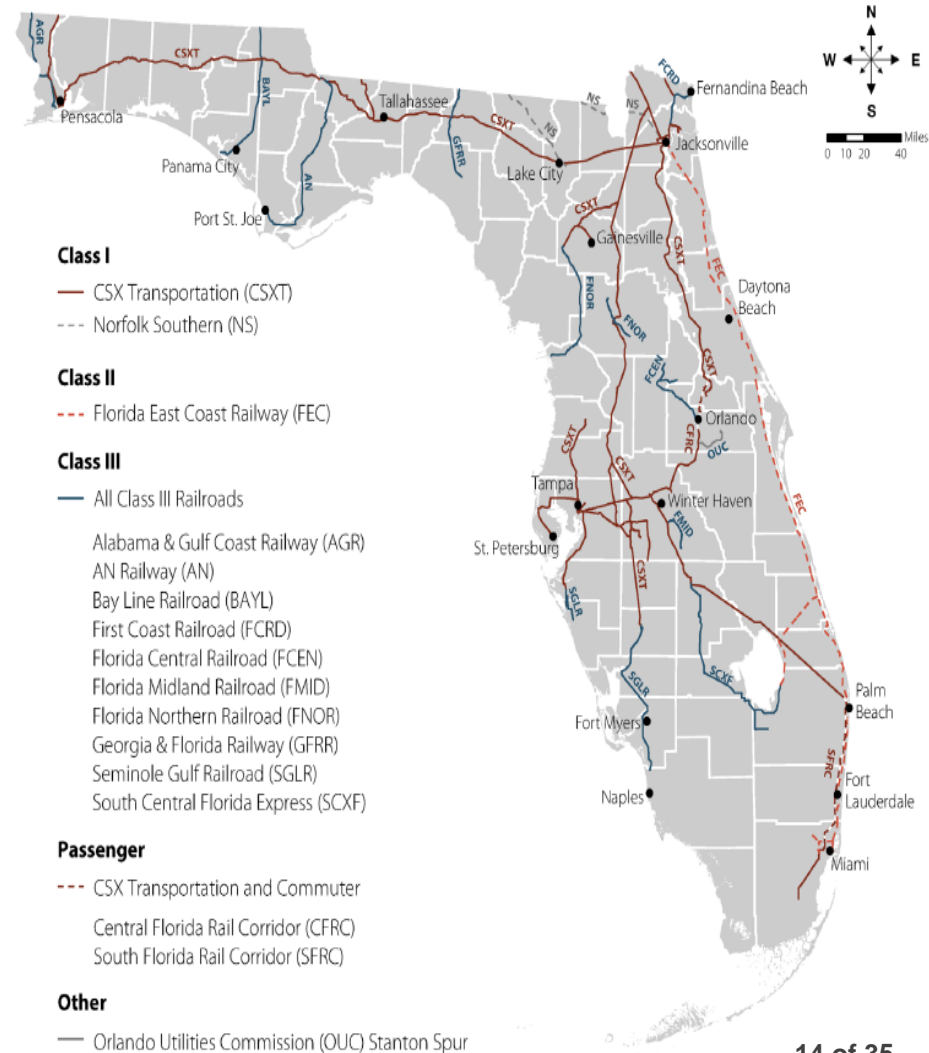 N
W E
S
Miles
0 10 20 40
AGR
CSXT
BAYL
Pensacola
Panama City
Port St. Joe
AN
Tallahassee
GFRR
CSXT
NS
NS
NS
Lake City
FCRD
Fernandina Beach
Jacksonville
CSXT
Gainesville
CSXT
FEC
FNOR
FNOR
Daytona
Beach
CSXT
FCEN
Orlando
CFRC
OUC
CSXT
CSXT
Tampa
Winter Haven
FMID
FEC
St. Petersburg
CSXT
SGLR
SGLR
SCXF
Palm
Beach
Fort Myers
SFRC
Naples
Fort
Lauderdale
Miami
Class I
CSX Transportation (CSXT)
Norfolk Southern (NS)
Class II
Florida East Coast Railway (FEC)
Class III
All Class III Railroads
Alabama & Gulf Coast Railway (AGR)
AN Railway (AN)
Bay Line Railroad (BAYL)
First Coast Railroad (FCRD)
Florida Central Railroad (FCEN)
Florida Midland Railroad (FMID)
Florida Northern Railroad (FNOR)
Georgia & Florida Railway (GFRR)
Seminole Gulf Railroad (SGLR)
South Central Florida Express (SCXF)
Passenger
CSX Transportation and Commuter
Central Florida Rail Corridor (CFRC)
South Florida Rail Corridor (SFRC)
Other
Orlando Utilities Commission (OUC) Stanton Spur
14 of 35